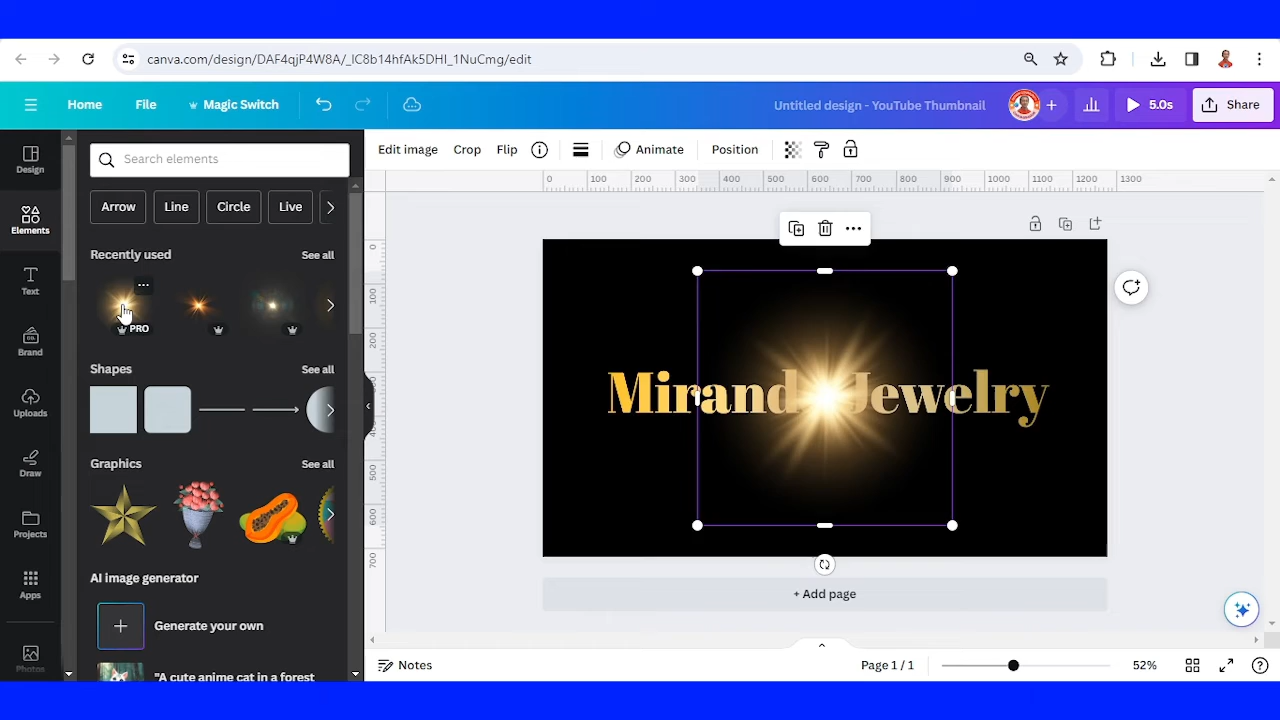 canva.com/design/DAF4qjP4W8A/_IC8b14hfAk5DHI_1NuCmg/edit
Home File Magic Switch Untitled design - YouTube Thumbnail 5.0s Share
Design
Elements
Text
Brand
Uploads
Draw
Projects
Apps
Photos
Search elements
Arrow Line Circle Live
Recently used See all
PRO
Shapes See all
Graphics See all
AI image generator
Generate your own
"A cute anime cat in a forest
Edit image Crop Flip Animate Position
0 100 200 300 400 500 600 700 800 900 1000 1100 1200 1300
0
100
200
300
400
500
600
700
Mirand Jewelry
+ Add page
Notes Page 1 / 1 52%